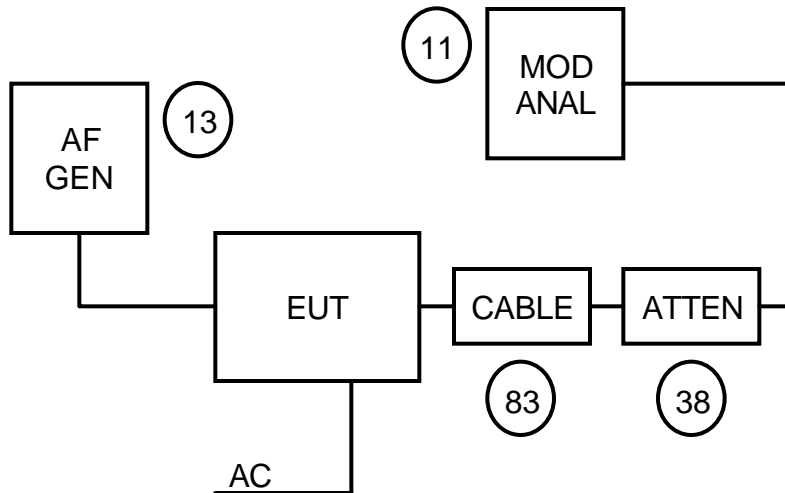 11
MOD
ANAL
13
AF
GEN
EUT
CABLE
ATTEN
83
38
AC